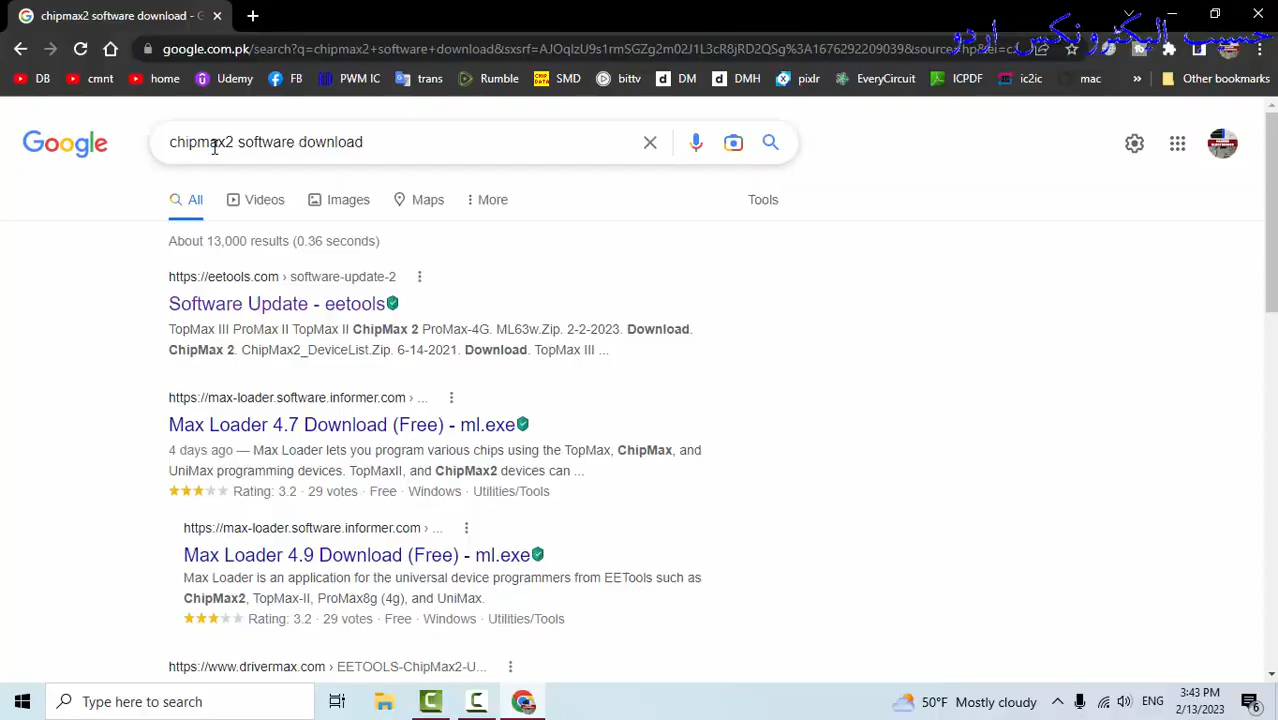 chipmax2 software download - G
حسیب الیکٹرونکس اردو
google.com.pk/search?q=chipmax2+software+download&sxsrf=AJOqlzU9s1rmSGZg2m02J1L3cR8jRD2QSg%3A1676292209039&source=hp&ei=c...
DB
cmnt
home
Udemy
FB
PWM IC
trans
Rumble
SMD
bittv
DM
DMH
pixlr
EveryCircuit
ICPDF
ic2ic
mac
»
Other bookmarks
Google
chipmax2 software download
All
Videos
Images
Maps
More
Tools
About 13,000 results (0.36 seconds)
https://eetools.com › software-update-2
Software Update - eetools
TopMax III ProMax II TopMax II ChipMax 2 ProMax-4G. ML63w.Zip. 2-2-2023. Download.
ChipMax 2. ChipMax2_DeviceList.Zip. 6-14-2021. Download. TopMax III ...
https://max-loader.software.informer.com › ...
Max Loader 4.7 Download (Free) - ml.exe
4 days ago — Max Loader lets you program various chips using the TopMax, ChipMax, and
UniMax programming devices. TopMaxII, and ChipMax2 devices can ...
Rating: 3.2 · 29 votes · Free · Windows · Utilities/Tools
https://max-loader.software.informer.com › ...
Max Loader 4.9 Download (Free) - ml.exe
Max Loader is an application for the universal device programmers from EETools such as
ChipMax2, TopMax-II, ProMax8g (4g), and UniMax.
Rating: 3.2 · 29 votes · Free · Windows · Utilities/Tools
https://www.drivermax.com › EETOOLS-ChipMax2-U...
Type here to search
50°F Mostly cloudy
ENG
3:43 PM
2/13/2023
6